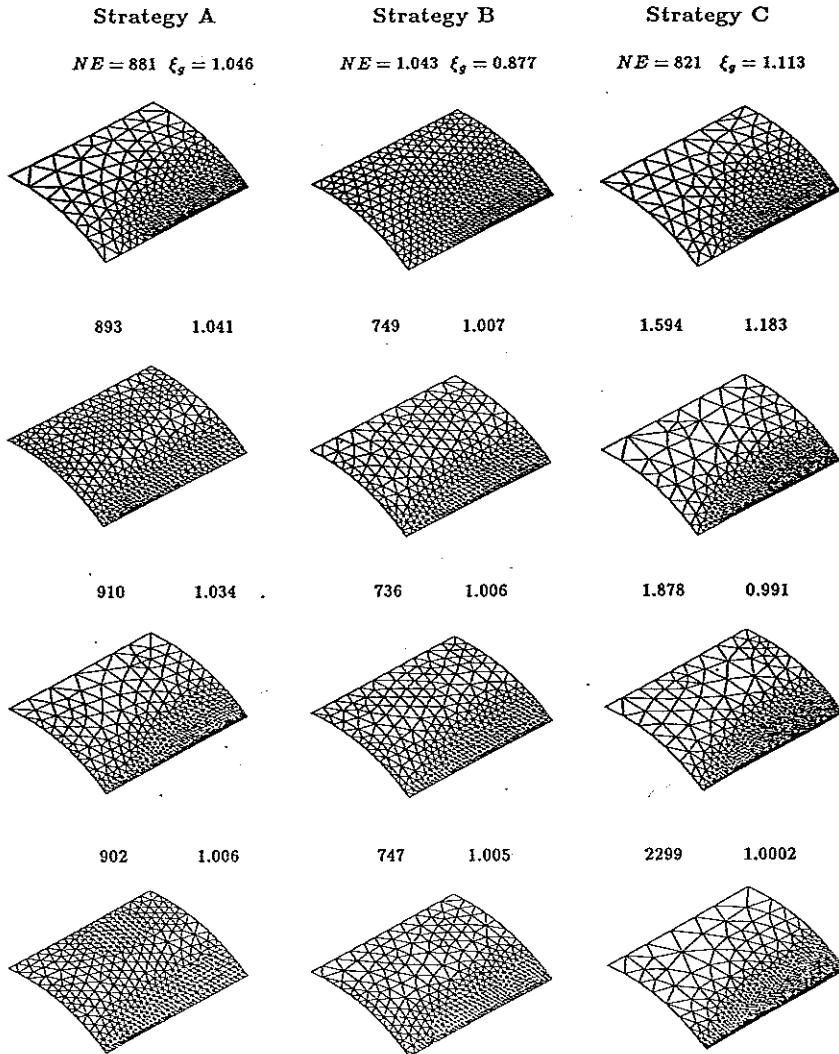 Strategy A Strategy B Strategy C
NE = 881 ξg = 1.046 NE = 1.043 ξg = 0.877 NE = 821 ξg = 1.113
893 1.041 749 1.007 1.594 1.183
910 1.034 736 1.006 1.878 0.991
902 1.006 747 1.005 2299 1.0002